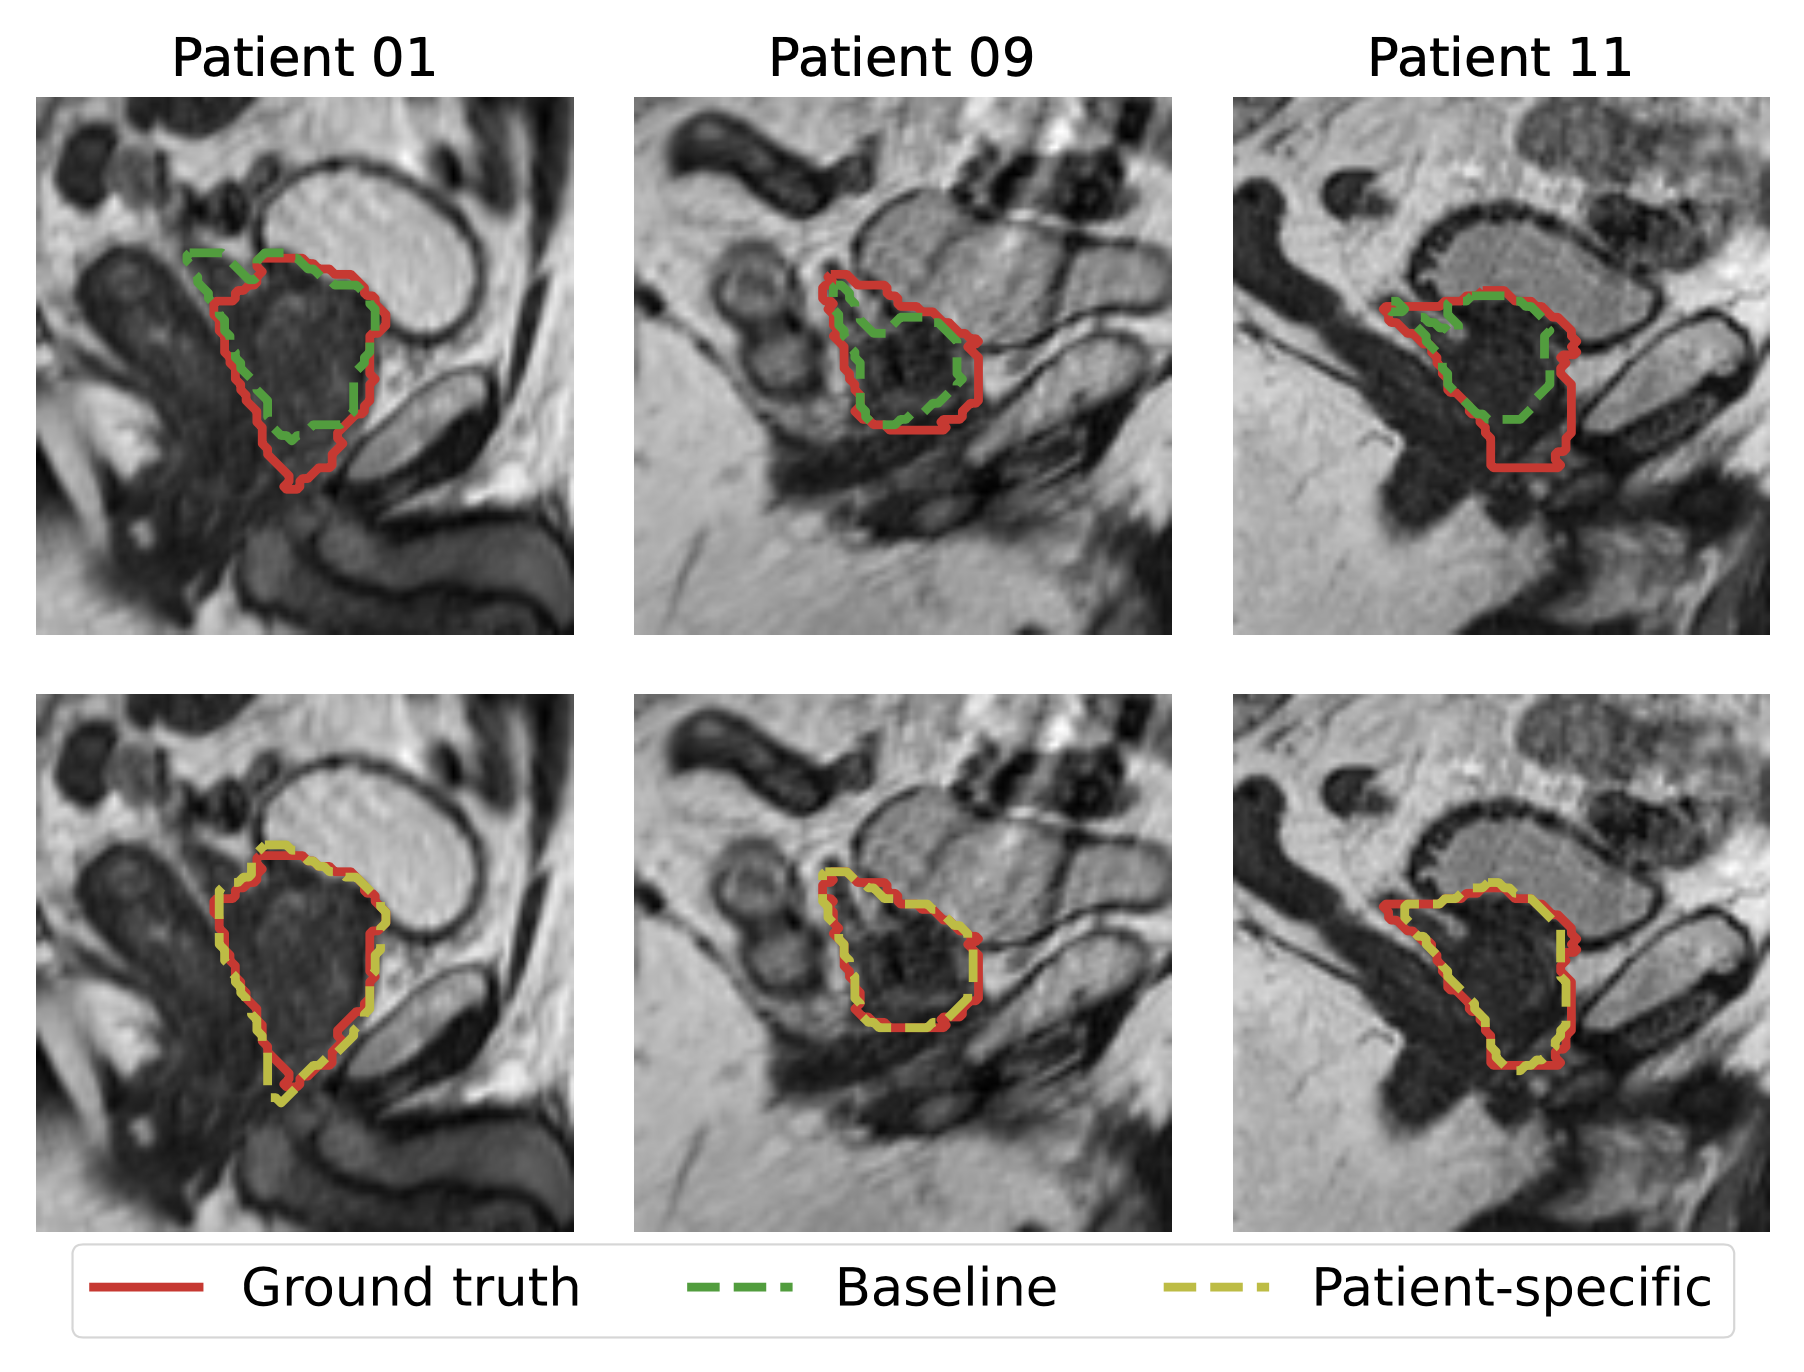 Patient 01
Patient 09
Patient 11
Ground truth
Baseline
Patient-specific